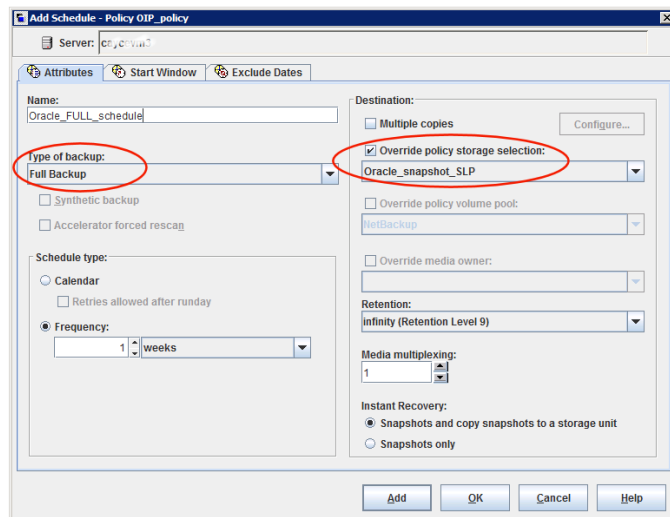 Add Schedule - Policy OIP_policy
Server:
Attributes
Start Window
Exclude Dates
Name:
Oracle_FULL_schedule
Type of backup:
Full Backup
Synthetic backup
Accelerator forced rescan
Schedule type:
Calendar
Retries allowed after runday
Frequency:
1 weeks
Destination:
Multiple copies
Configure...
Override policy storage selection:
Oracle_snapshot_SLP
Override policy volume pool:
NetBackup
Override media owner:
Retention:
infinity (Retention Level 9)
Media multiplexing:
1
Instant Recovery:
Snapshots and copy snapshots to a storage unit
Snapshots only
Add
OK
Cancel
Help